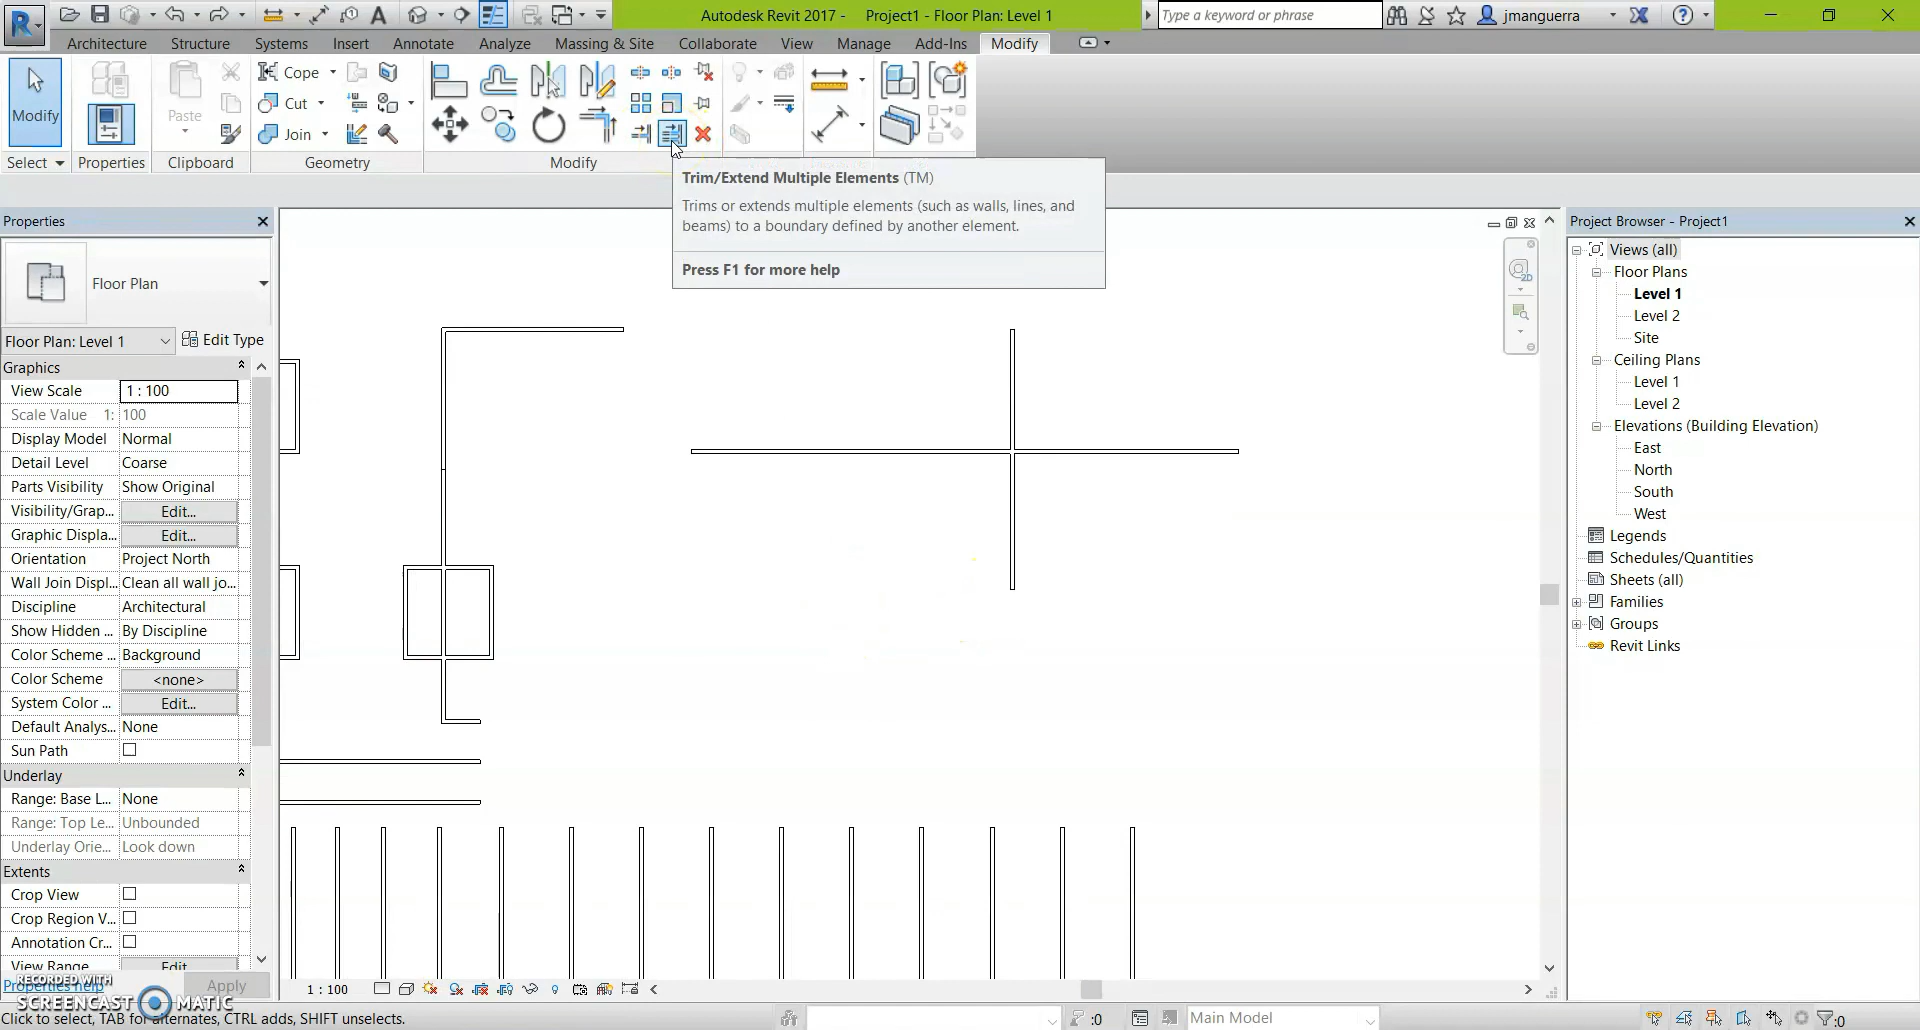 Autodesk Revit 2017 -    Project1 - Floor Plan: Level 1
Type a keyword or phrase
jmanguerra
Architecture Structure Systems Insert Annotate Analyze Massing & Site Collaborate View Manage Add-Ins Modify
Modify
Paste
Cope
Cut
Join
Select Properties Clipboard Geometry Modify
Trim/Extend Multiple Elements (TM)
Trims or extends multiple elements (such as walls, lines, and
beams) to a boundary defined by another element.
Press F1 for more help
Properties
Floor Plan
Floor Plan: Level 1 Edit Type
Graphics
View Scale 1 : 100
Scale Value 1: 100
Display Model Normal
Detail Level Coarse
Parts Visibility Show Original
Visibility/Grap... Edit...
Graphic Displa... Edit...
Orientation Project North
Wall Join Displ... Clean all wall jo...
Discipline Architectural
Show Hidden ... By Discipline
Color Scheme ... Background
Color Scheme <none>
System Color ... Edit...
Default Analys... None
Sun Path
Underlay
Range: Base L... None
Range: Top Le... Unbounded
Underlay Orie... Look down
Extents
Crop View
Crop Region V...
Annotation Cr...
View Range Edit
Properties help Apply
RECORDED WITH
SCREENCAST MATIC
2D
Project Browser - Project1
Views (all)
Floor Plans
Level 1
Level 2
Site
Ceiling Plans
Level 1
Level 2
Elevations (Building Elevation)
East
North
South
West
Legends
Schedules/Quantities
Sheets (all)
Families
Groups
Revit Links
1 : 100
Click to select, TAB for alternates, CTRL adds, SHIFT unselects.
:0
Main Model
:0